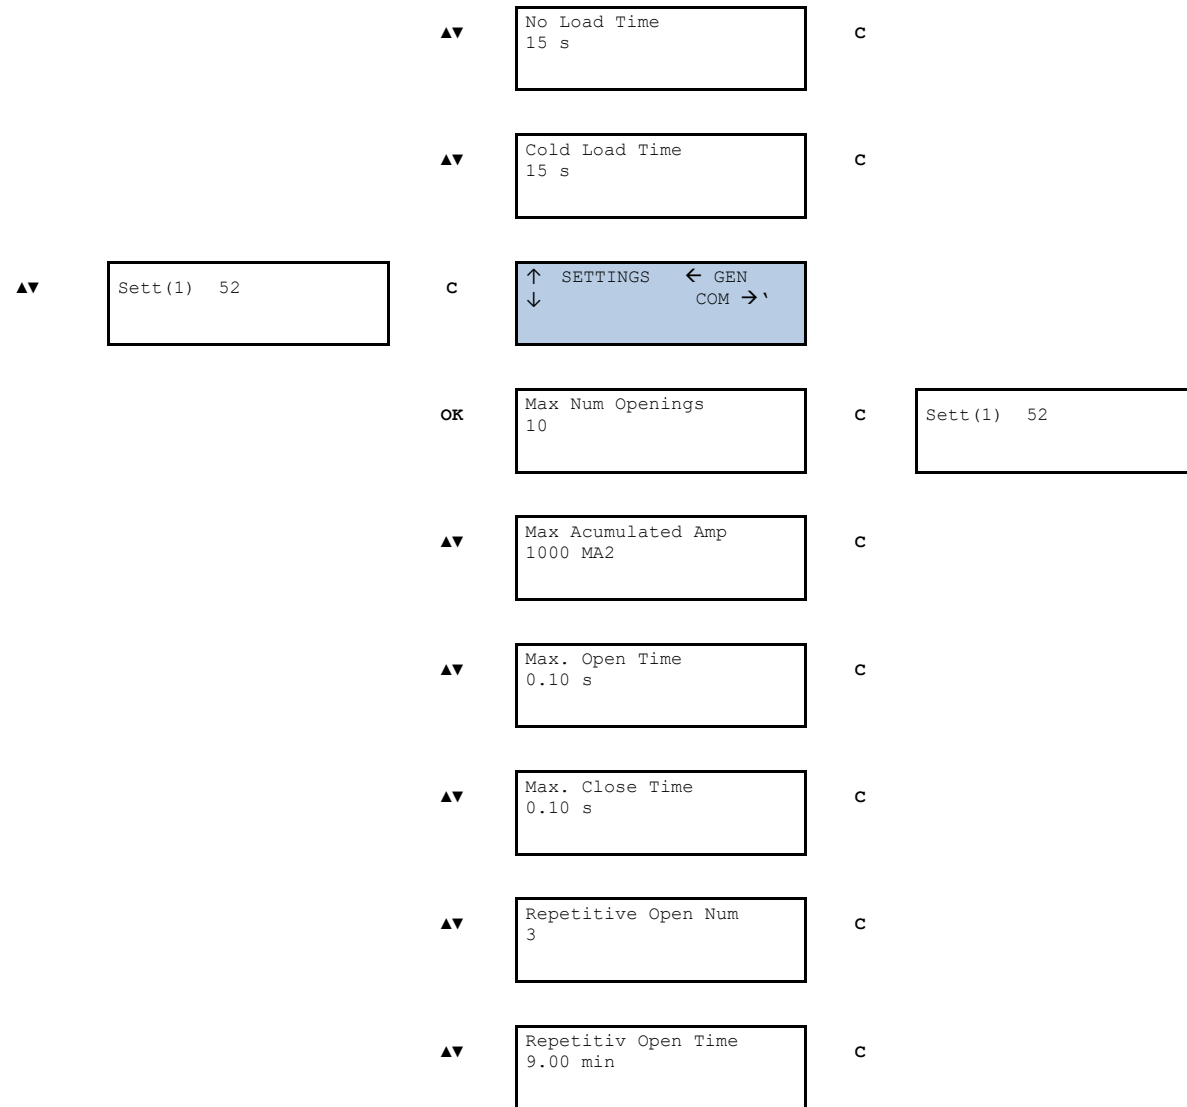 ▲▼ No Load Time C
15 s
▲▼ Cold Load Time C
15 s
▲▼ Sett(1) 52 C ↑ SETTINGS ← GEN
↓ COM →‘
OK Max Num Openings C Sett(1) 52
10
▲▼ Max Acumulated Amp C
1000 MA2
▲▼ Max. Open Time C
0.10 s
▲▼ Max. Close Time C
0.10 s
▲▼ Repetitive Open Num C
3
▲▼ Repetitiv Open Time C
9.00 min